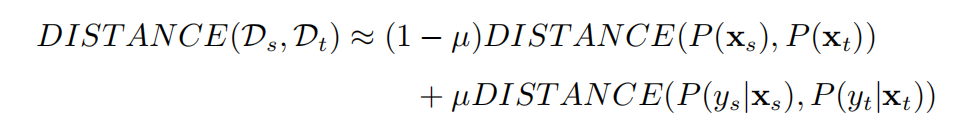 DISTANCE(𝒟ₛ, 𝒟ₜ) ≈ (1 − μ)DISTANCE(P(𝐱ₛ), P(𝐱ₜ))
+ μDISTANCE(P(yₛ|𝐱ₛ), P(yₜ|𝐱ₜ))